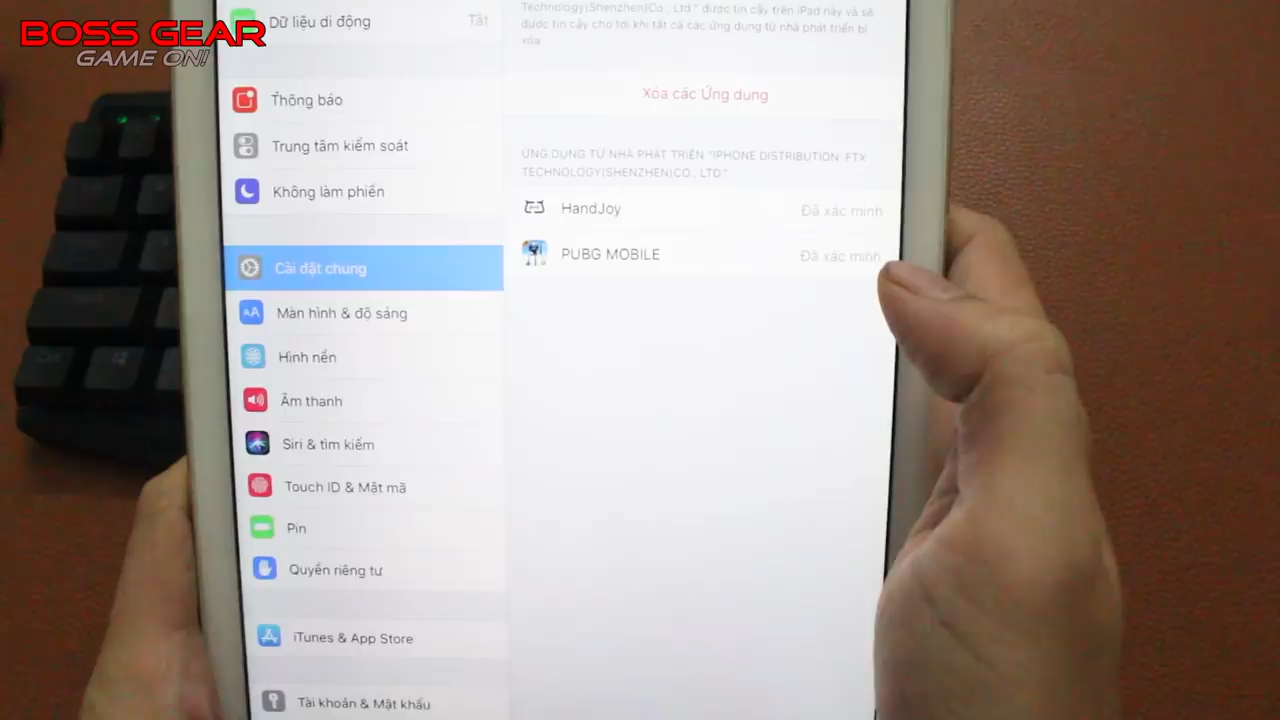 BOSS GEAR
GAME ON!
Dữ liệu di động
Tắt
Thông báo
Trung tâm kiểm soát
Không làm phiền
Cài đặt chung
Màn hình & độ sáng
Hình nền
Âm thanh
Siri & tìm kiếm
Touch ID & Mật mã
Pin
Quyền riêng tư
iTunes & App Store
Tài khoản & Mật khẩu
Technology(Shenzhen)Co., Ltd." được tin cậy trên iPad này và sẽ
được tin cậy cho tới khi tất cả các ứng dụng từ nhà phát triển bị
xóa.
Xóa các Ứng dụng
ỨNG DỤNG TỪ NHÀ PHÁT TRIỂN "IPHONE DISTRIBUTION: FTX
TECHNOLOGY(SHENZHEN)CO., LTD."
HandJoy
Đã xác minh
PUBG MOBILE
Đã xác minh